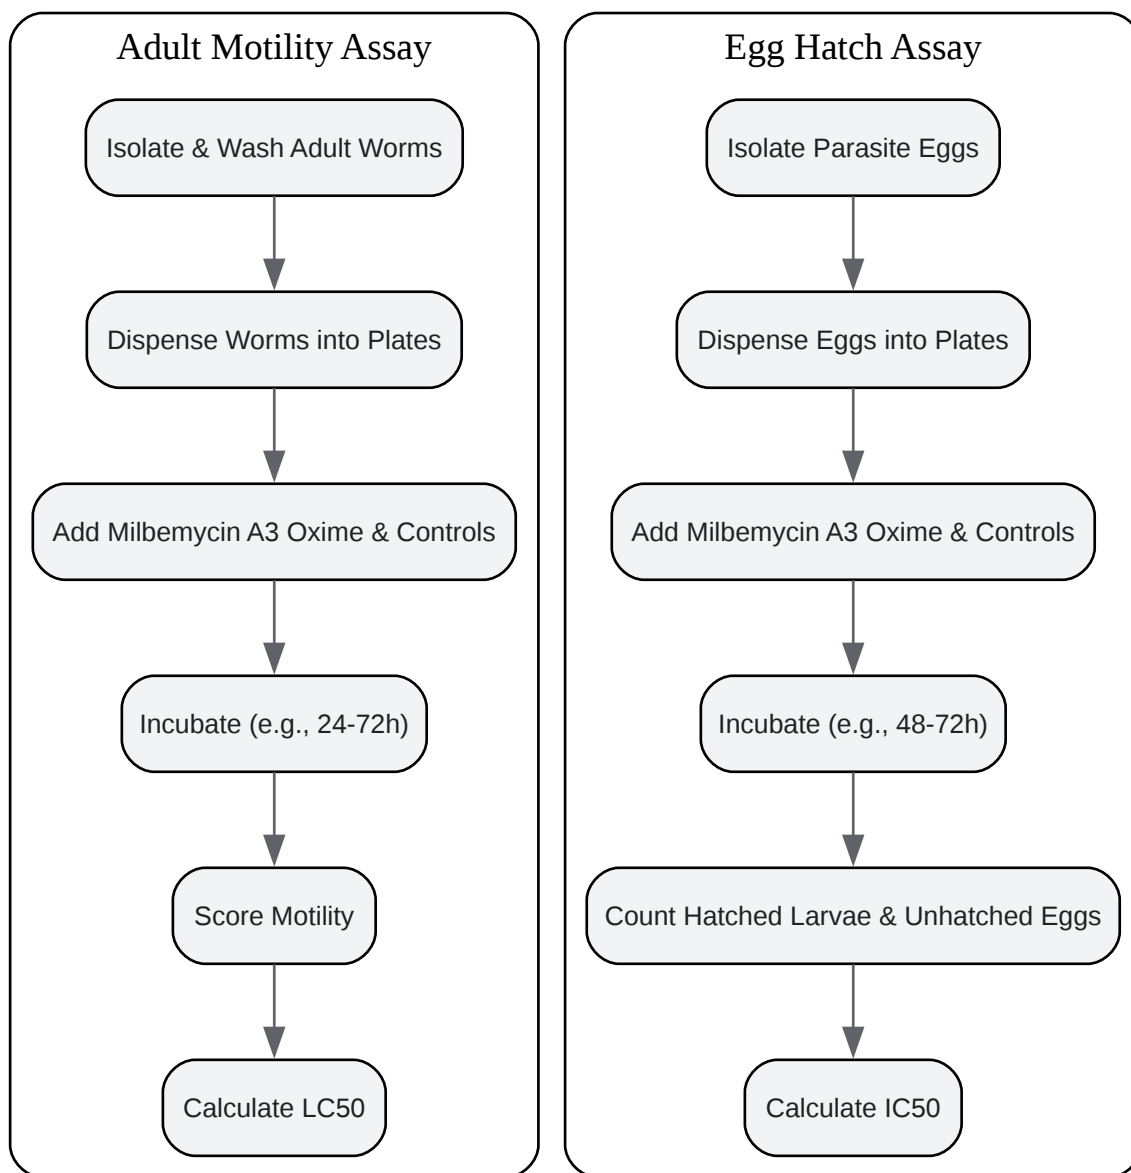 Adult Motility Assay
Isolate & Wash Adult Worms
Dispense Worms into Plates
Add Milbemycin A3 Oxime & Controls
Incubate (e.g., 24-72h)
Score Motility
Calculate LC50
Egg Hatch Assay
Isolate Parasite Eggs
Dispense Eggs into Plates
Add Milbemycin A3 Oxime & Controls
Incubate (e.g., 48-72h)
Count Hatched Larvae & Unhatched Eggs
Calculate IC50